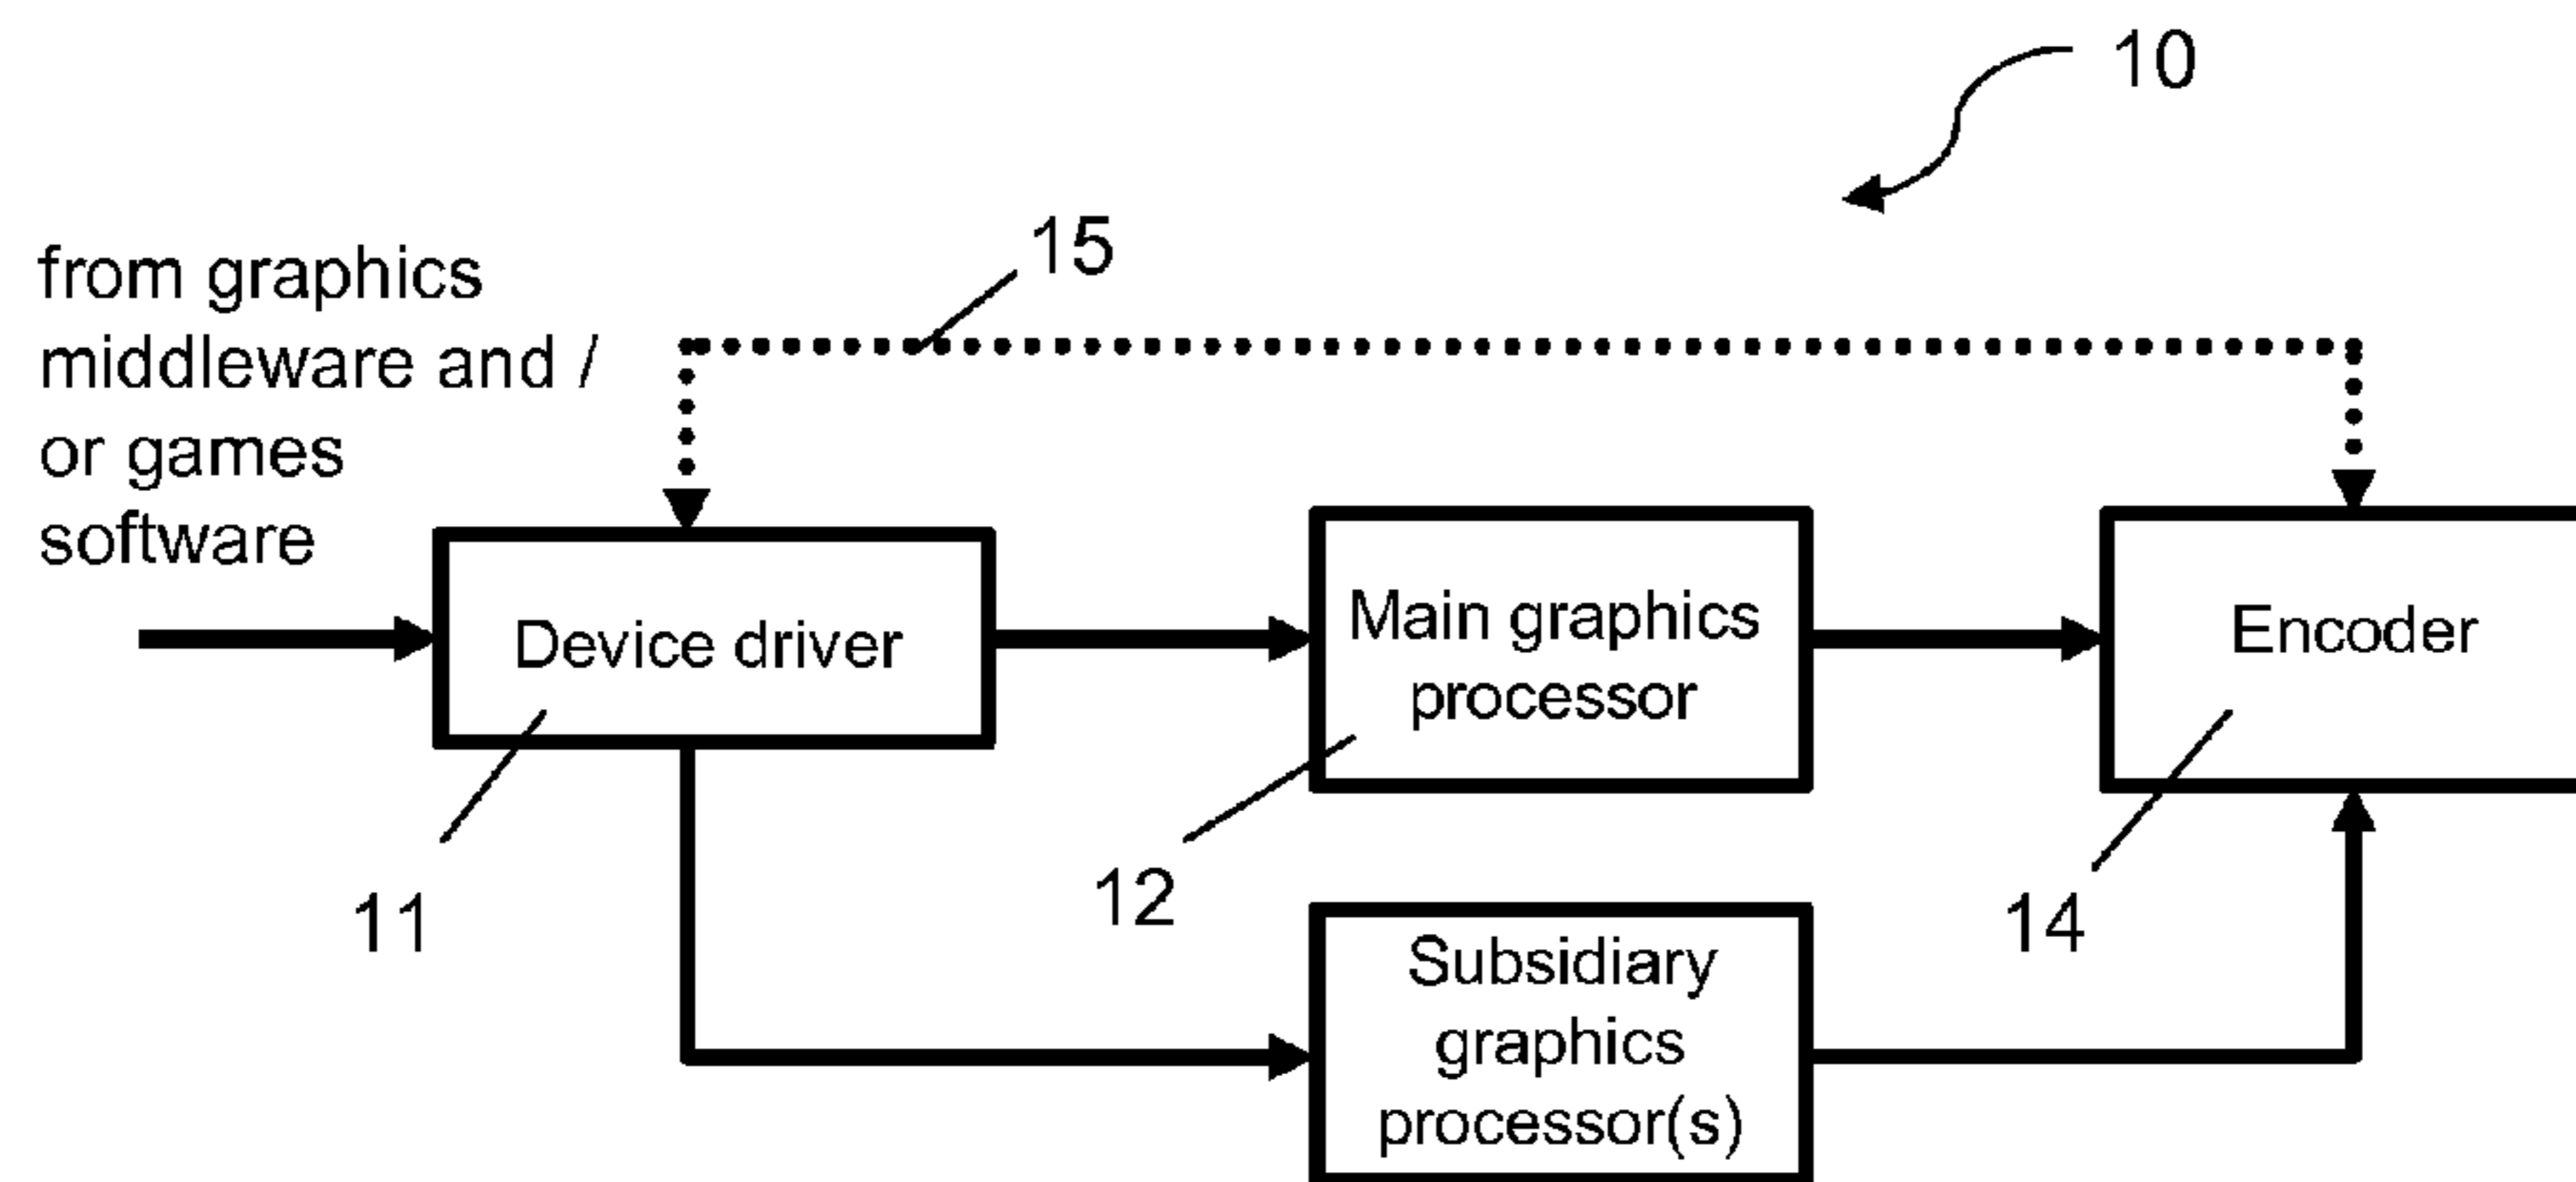 10
15
from graphics
middleware and /
or games
software
Device driver
Main graphics
processor
Encoder
11
12
14
Subsidiary
graphics
processor(s)